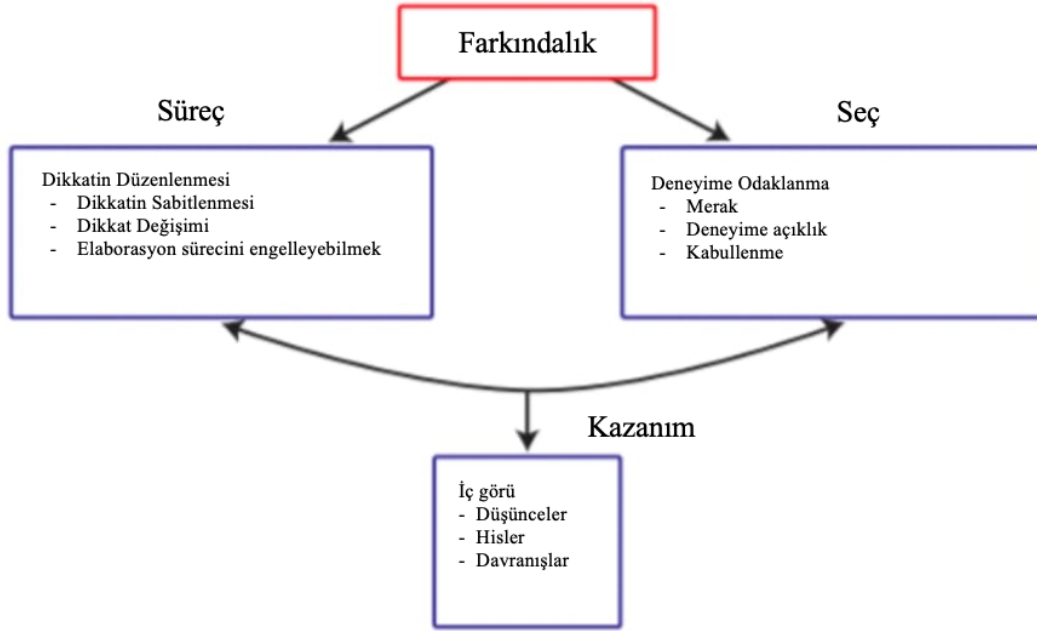 Farkındalık
Süreç
Seç
Dikkatin Düzenlenmesi
- Dikkatin Sabitlenmesi
- Dikkat Değişimi
- Elaborasyon sürecini engelleyebilmek
Deneyime Odaklanma
- Merak
- Deneyime açıklık
- Kabullenme
Kazanım
İç görü
- Düşünceler
- Hisler
- Davranışlar